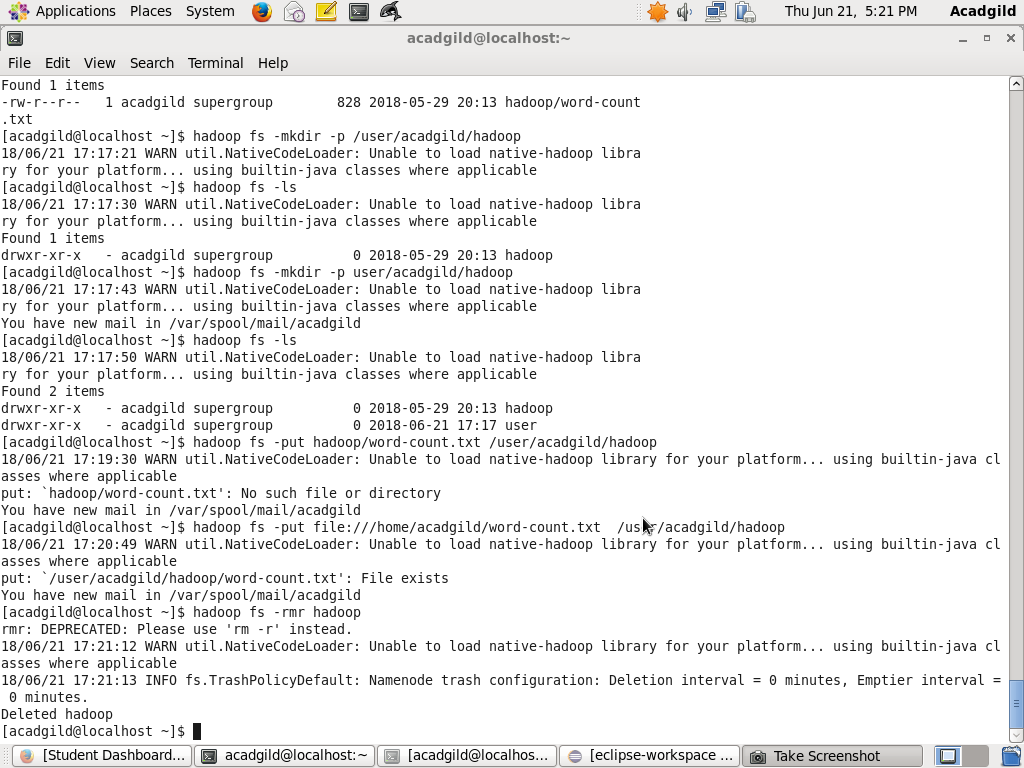 Applications Places System Thu Jun 21, 5:21 PM Acadgild
acadgild@localhost:~
File Edit View Search Terminal Help
Found 1 items
-rw-r--r--   1 acadgild supergroup        828 2018-05-29 20:13 hadoop/word-count
.txt
[acadgild@localhost ~]$ hadoop fs -mkdir -p /user/acadgild/hadoop
18/06/21 17:17:21 WARN util.NativeCodeLoader: Unable to load native-hadoop libra
ry for your platform... using builtin-java classes where applicable
[acadgild@localhost ~]$ hadoop fs -ls
18/06/21 17:17:30 WARN util.NativeCodeLoader: Unable to load native-hadoop libra
ry for your platform... using builtin-java classes where applicable
Found 1 items
drwxr-xr-x   - acadgild supergroup          0 2018-05-29 20:13 hadoop
[acadgild@localhost ~]$ hadoop fs -mkdir -p user/acadgild/hadoop
18/06/21 17:17:43 WARN util.NativeCodeLoader: Unable to load native-hadoop libra
ry for your platform... using builtin-java classes where applicable
You have new mail in /var/spool/mail/acadgild
[acadgild@localhost ~]$ hadoop fs -ls
18/06/21 17:17:50 WARN util.NativeCodeLoader: Unable to load native-hadoop libra
ry for your platform... using builtin-java classes where applicable
Found 2 items
drwxr-xr-x   - acadgild supergroup          0 2018-05-29 20:13 hadoop
drwxr-xr-x   - acadgild supergroup          0 2018-06-21 17:17 user
[acadgild@localhost ~]$ hadoop fs -put hadoop/word-count.txt /user/acadgild/hadoop
18/06/21 17:19:30 WARN util.NativeCodeLoader: Unable to load native-hadoop library for your platform... using builtin-java cl
asses where applicable
put: `hadoop/word-count.txt': No such file or directory
You have new mail in /var/spool/mail/acadgild
[acadgild@localhost ~]$ hadoop fs -put file:///home/acadgild/word-count.txt  /user/acadgild/hadoop
18/06/21 17:20:49 WARN util.NativeCodeLoader: Unable to load native-hadoop library for your platform... using builtin-java cl
asses where applicable
put: `/user/acadgild/hadoop/word-count.txt': File exists
You have new mail in /var/spool/mail/acadgild
[acadgild@localhost ~]$ hadoop fs -rmr hadoop
rmr: DEPRECATED: Please use 'rm -r' instead.
18/06/21 17:21:12 WARN util.NativeCodeLoader: Unable to load native-hadoop library for your platform... using builtin-java cl
asses where applicable
18/06/21 17:21:13 INFO fs.TrashPolicyDefault: Namenode trash configuration: Deletion interval = 0 minutes, Emptier interval =
 0 minutes.
Deleted hadoop
[acadgild@localhost ~]$
[Student Dashboard... acadgild@localhost:~ [acadgild@localhos... [eclipse-workspace ... Take Screenshot